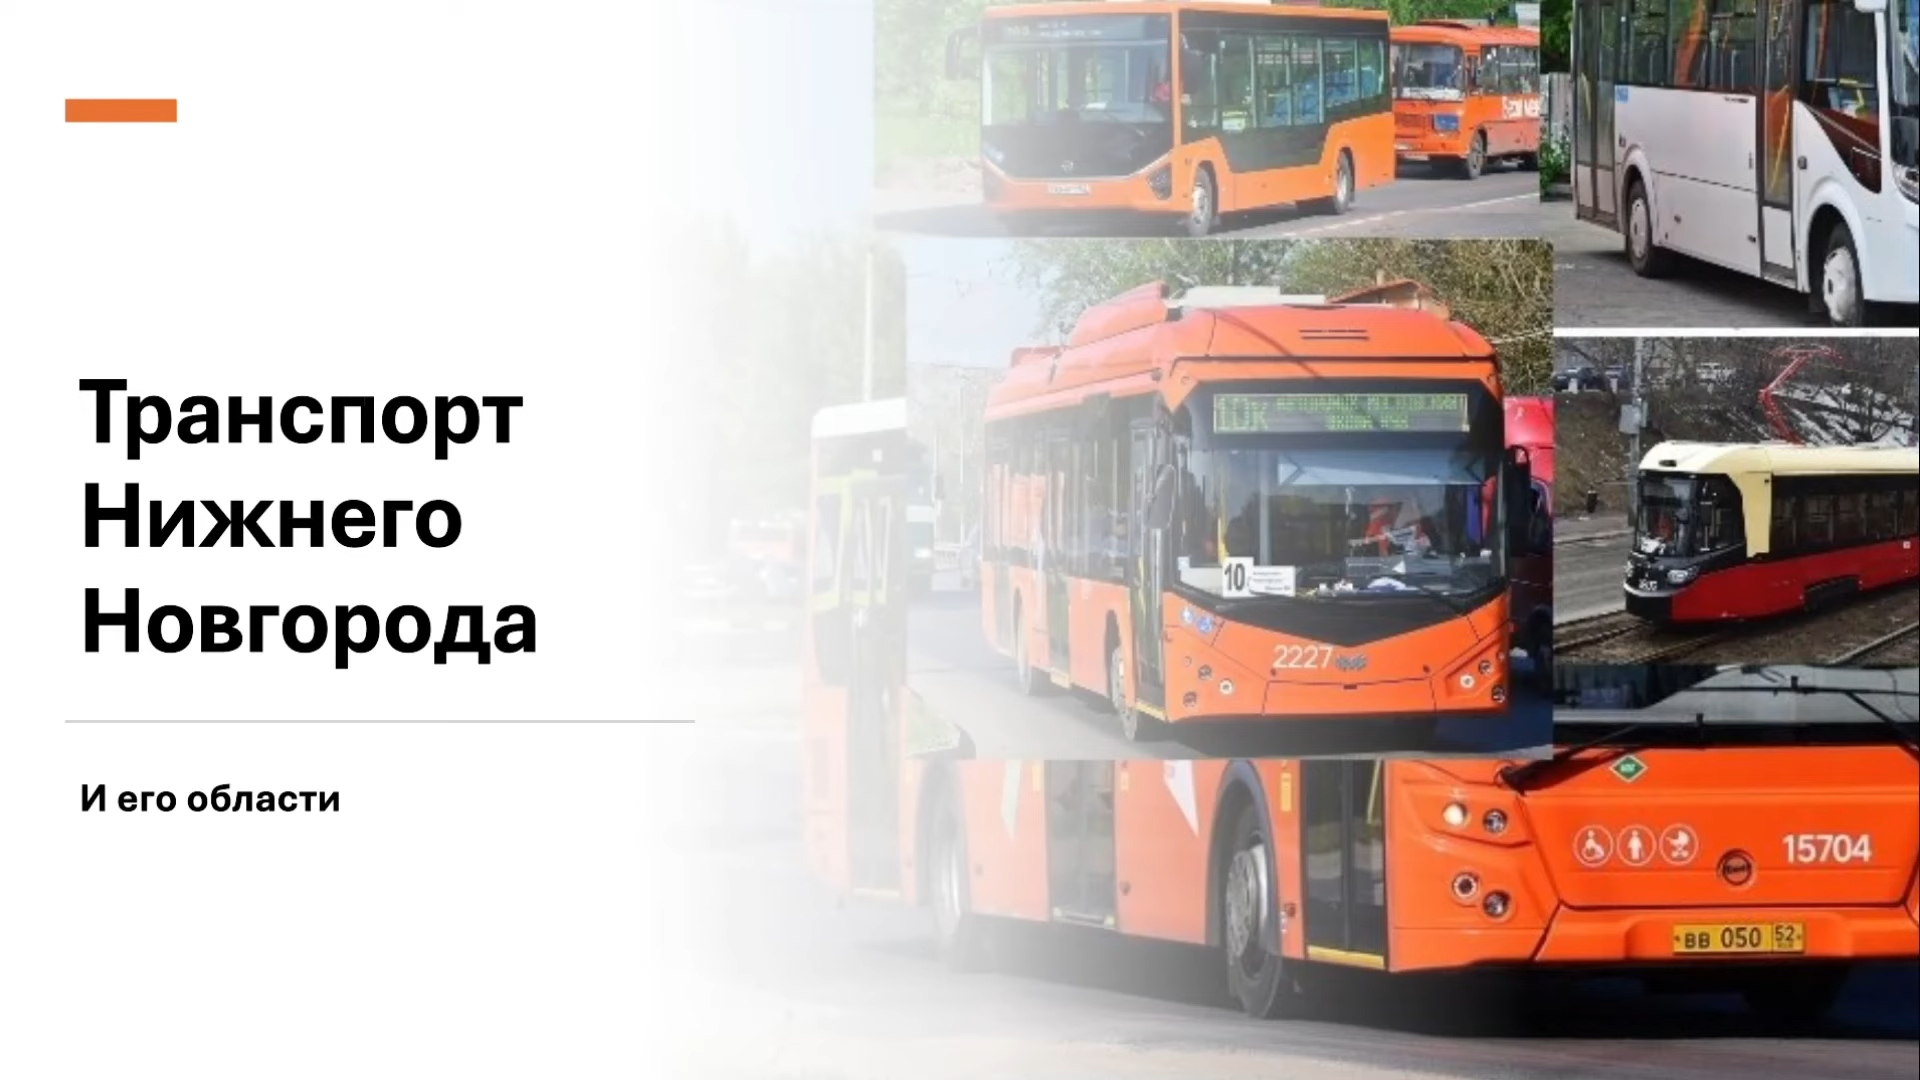 Транспорт
Нижнего
Новгорода
И его области
10к
10
2227
15704
ВВ 050 52